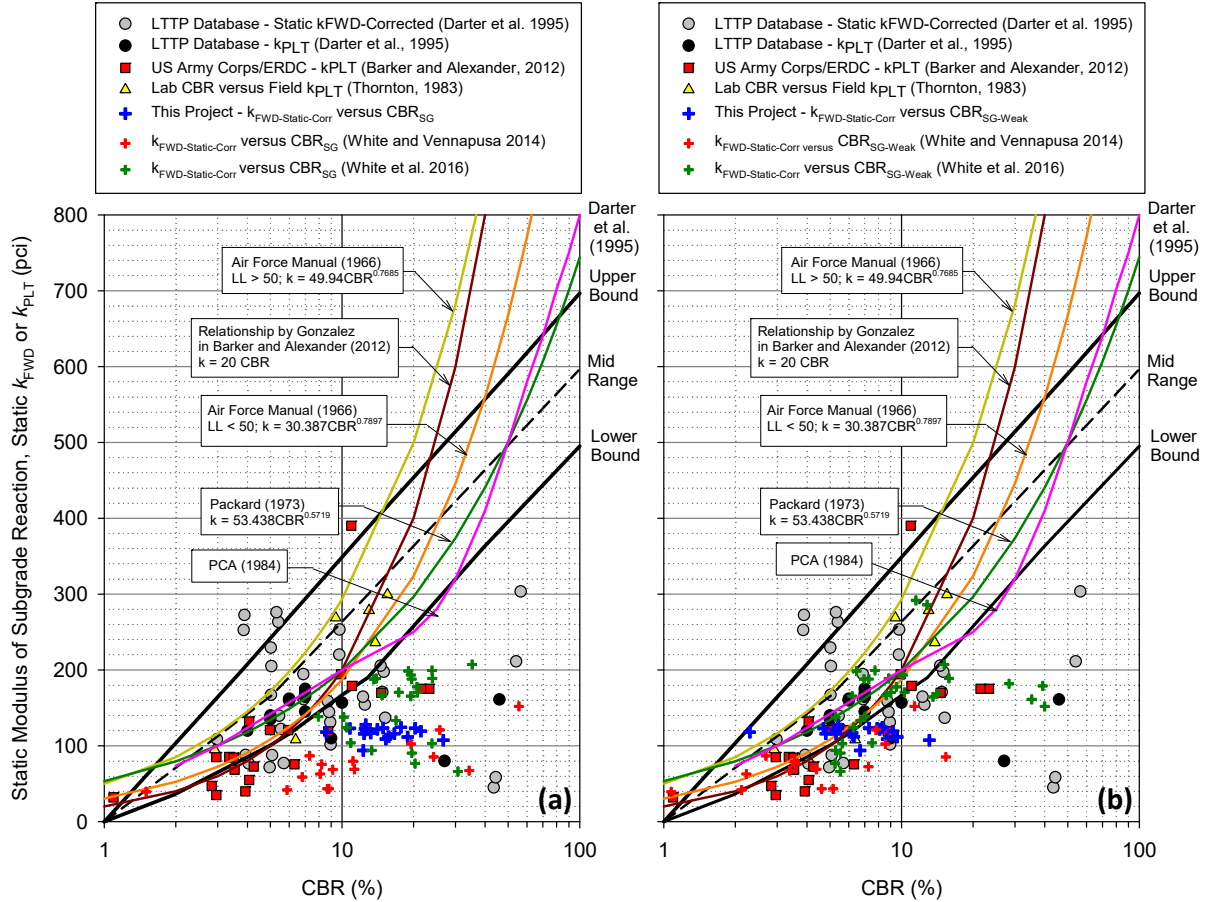 LTTP Database - Static kFWD-Corrected (Darter et al. 1995)
LTTP Database - kPLT (Darter et al., 1995)
US Army Corps/ERDC - kPLT (Barker and Alexander, 2012)
Lab CBR versus Field kPLT (Thornton, 1983)
This Project - kFWD-Static-Corr versus CBRSG
kFWD-Static-Corr versus CBRSG (White and Vennapusa 2014)
kFWD-Static-Corr versus CBRSG (White et al. 2016)
LTTP Database - Static kFWD-Corrected (Darter et al. 1995)
LTTP Database - kPLT (Darter et al., 1995)
US Army Corps/ERDC - kPLT (Barker and Alexander, 2012)
Lab CBR versus Field kPLT (Thornton, 1983)
This Project - kFWD-Static-Corr versus CBRSG-Weak
kFWD-Static-Corr versus CBRSG-Weak (White and Vennapusa 2014)
kFWD-Static-Corr versus CBRSG-Weak (White et al. 2016)
Static Modulus of Subgrade Reaction, Static kFWD or kPLT (pci)
800
700
600
500
400
300
200
100
0
Air Force Manual (1966)
LL > 50; k = 49.94CBR0.7685
Relationship by Gonzalez
in Barker and Alexander (2012)
k = 20 CBR
Air Force Manual (1966)
LL < 50; k = 30.387CBR0.7897
Packard (1973)
k = 53.438CBR0.5719
PCA (1984)
(a)
1
10
100
CBR (%)
Darter
et al.
(1995)
Upper
Bound
Mid
Range
Lower
Bound
Air Force Manual (1966)
LL > 50; k = 49.94CBR0.7685
Relationship by Gonzalez
in Barker and Alexander (2012)
k = 20 CBR
Air Force Manual (1966)
LL < 50; k = 30.387CBR0.7897
Packard (1973)
k = 53.438CBR0.5719
PCA (1984)
(b)
1
10
100
CBR (%)
Darter
et al.
(1995)
Upper
Bound
Mid
Range
Lower
Bound